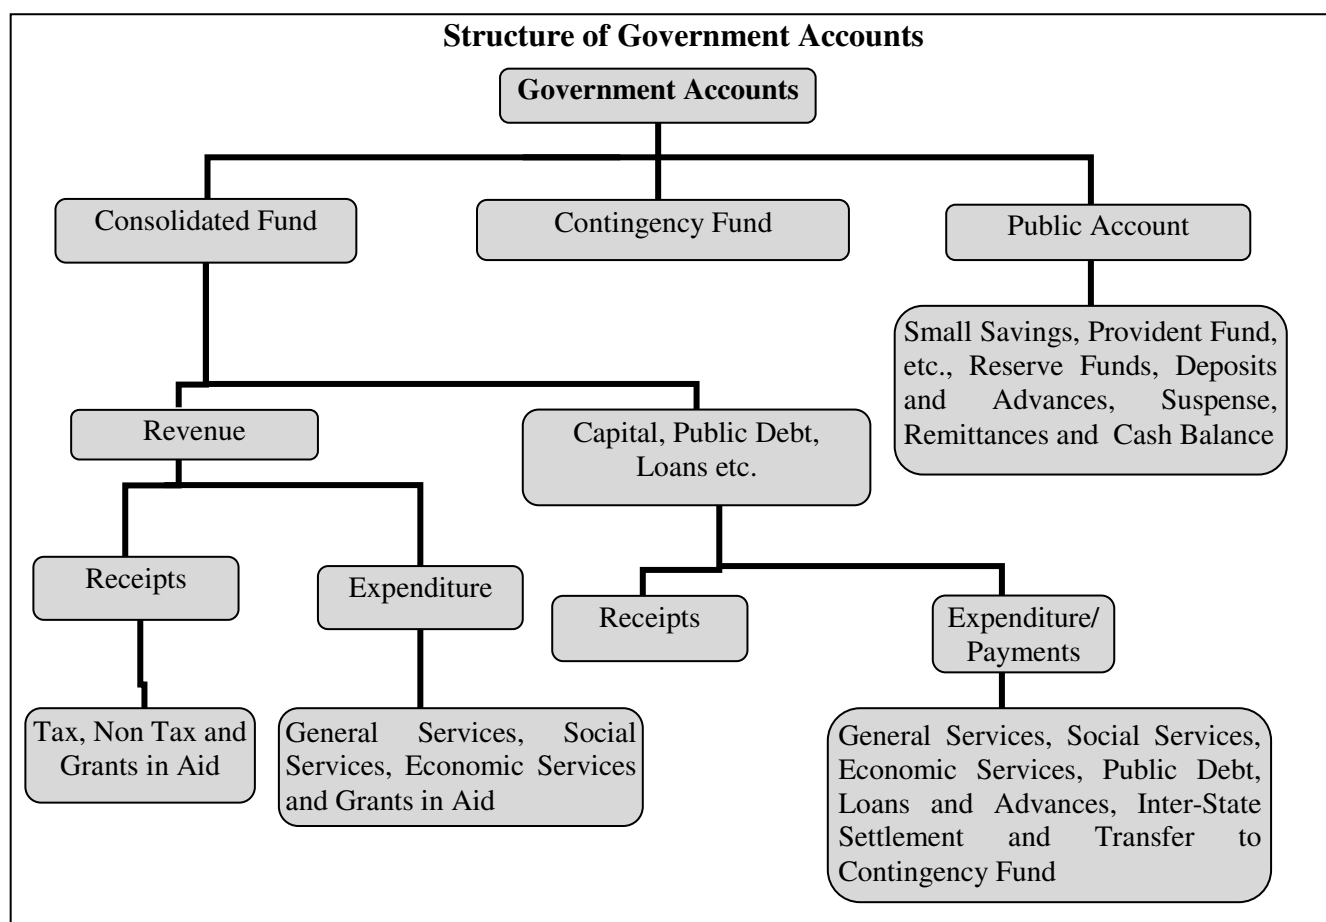 Structure of Government Accounts
Government Accounts
Consolidated Fund
Contingency Fund
Public Account
Small Savings, Provident Fund,
etc., Reserve Funds, Deposits
and Advances, Suspense,
Remittances and Cash Balance
Revenue
Capital, Public Debt,
Loans etc.
Receipts
Expenditure
Receipts
Expenditure/
Payments
Tax, Non Tax and
Grants in Aid
General Services, Social
Services, Economic Services
and Grants in Aid
General Services, Social Services,
Economic Services, Public Debt,
Loans and Advances, Inter-State
Settlement and Transfer to
Contingency Fund